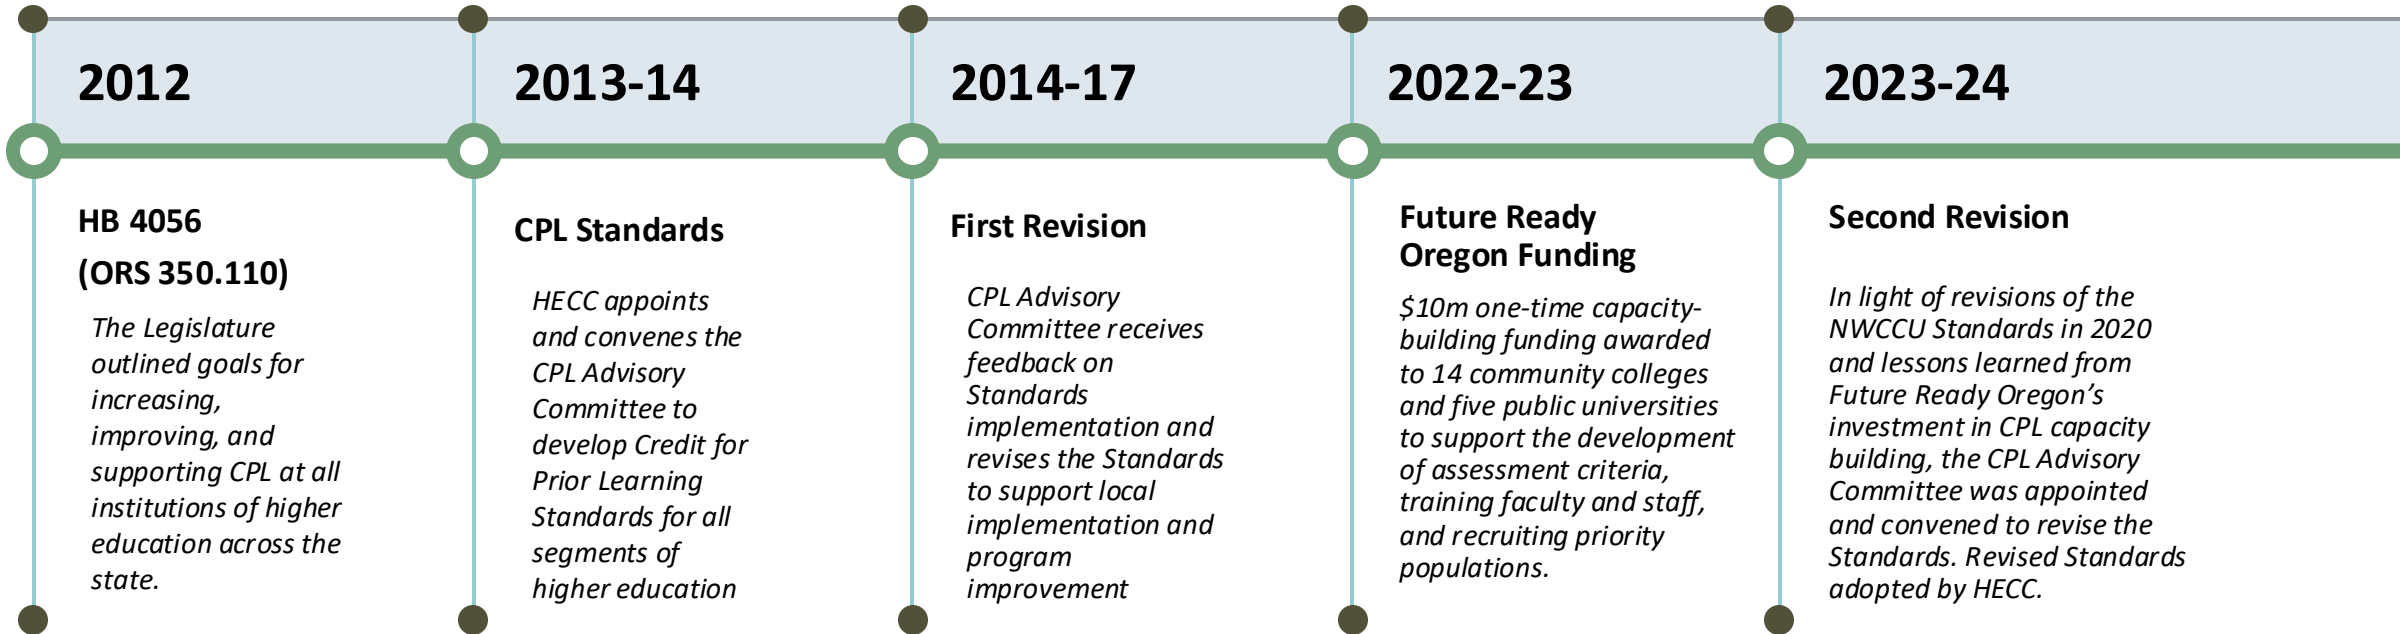 2012
HB 4056
(ORS 350.110)
The Legislature
outlined goals for
increasing,
improving, and
supporting CPL at all
institutions of higher
education across the
state.
2013-14
CPL Standards
HECC appoints
and convenes the
CPL Advisory
Committee to
develop Credit for
Prior Learning
Standards for all
segments of
higher education
2014-17
First Revision
CPL Advisory
Committee receives
feedback on
Standards
implementation and
revises the Standards
to support local
implementation and
program
improvement
2022-23
Future Ready
Oregon Funding
$10m one-time capacity-
building funding awarded
to 14 community colleges
and five public universities
to support the development
of assessment criteria,
training faculty and staff,
and recruiting priority
populations.
2023-24
Second Revision
In light of revisions of the
NWCCU Standards in 2020
and lessons learned from
Future Ready Oregon’s
investment in CPL capacity
building, the CPL Advisory
Committee was appointed
and convened to revise the
Standards. Revised Standards
adopted by HECC.